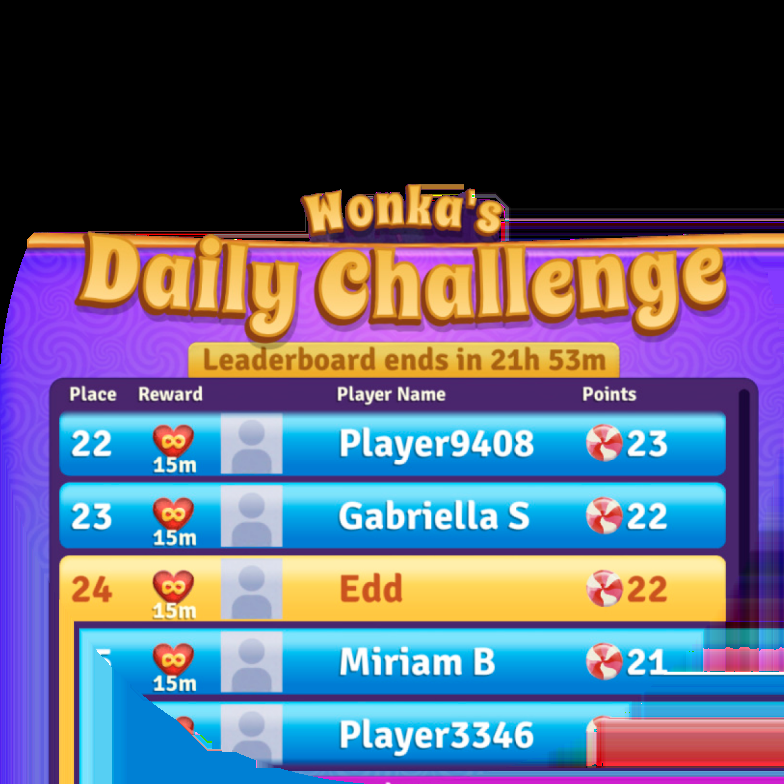 Wonka's
Daily Challenge
Leaderboard ends in 21h 53m
Place Reward Player Name Points
22 15m Player9408 23
23 15m Gabriella S 22
24 15m Edd 22
15m Miriam B 21
Player3346